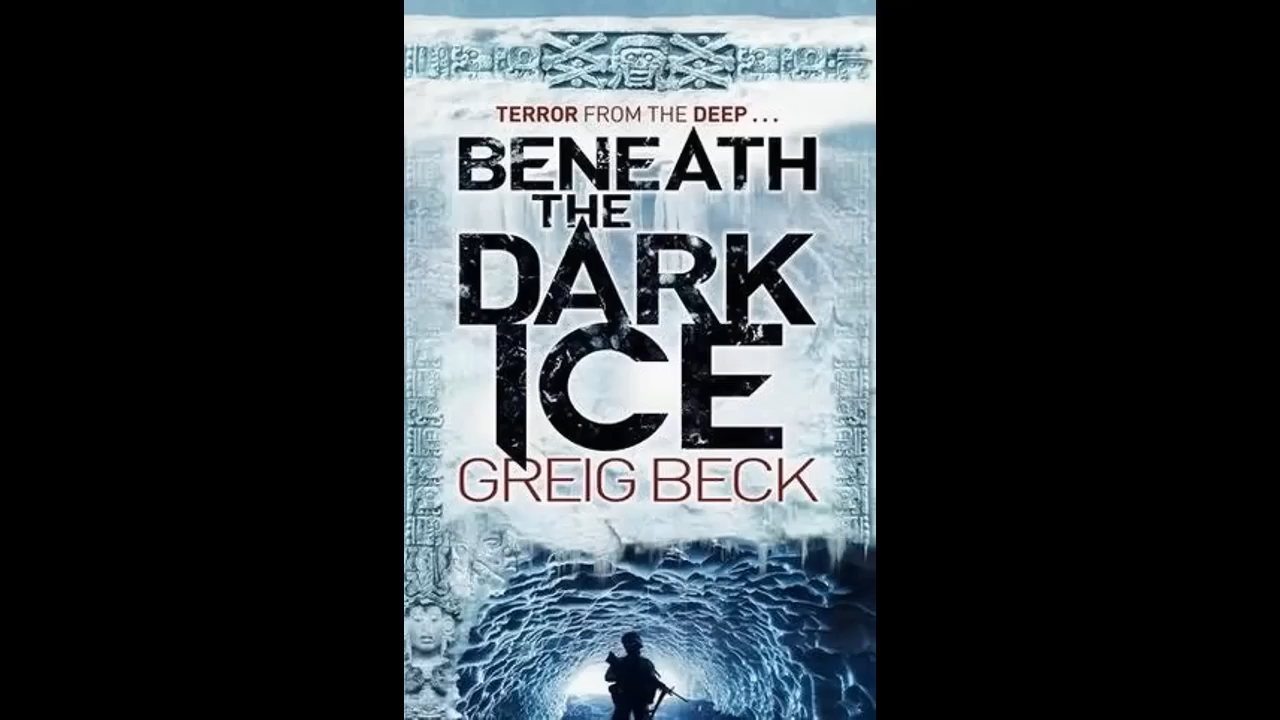 TERROR FROM THE DEEP...
BENEATH
THE
DARK
ICE
GREIG BECK